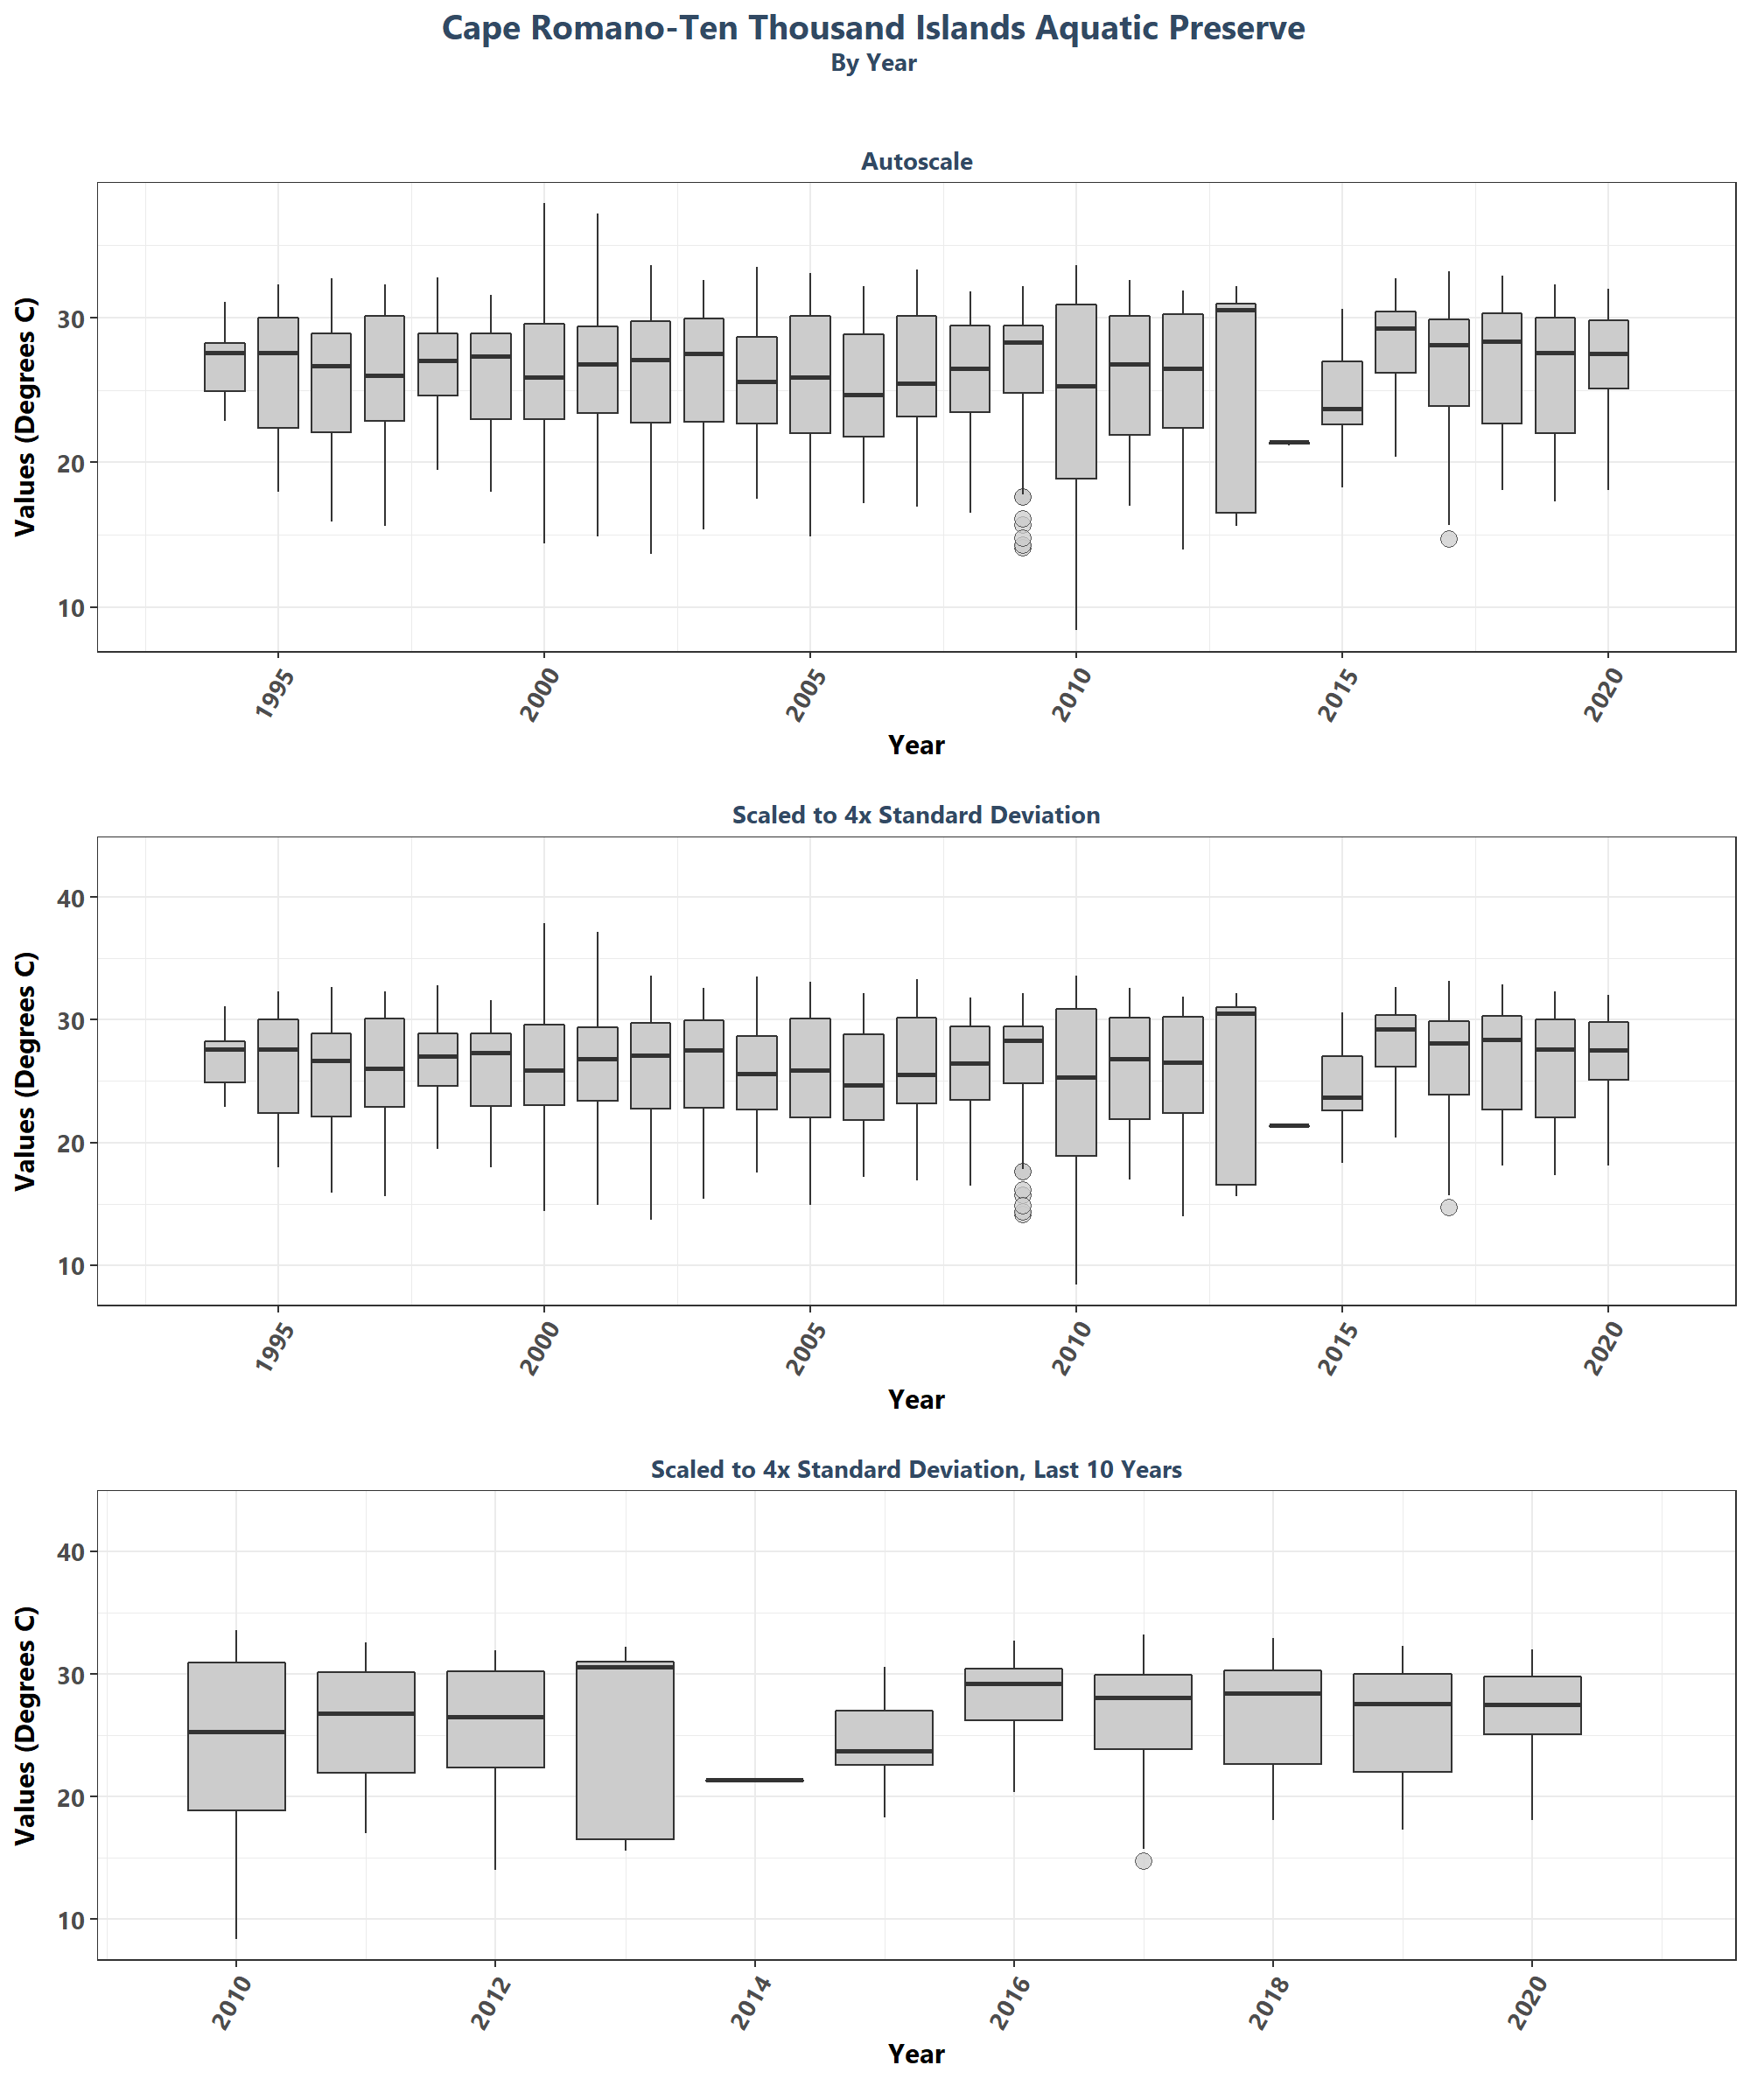 Cape Romano-Ten Thousand Islands Aquatic Preserve
By Year
Autoscale
Values (Degrees C)
30
20
10
1995
2000
2005
2010
2015
2020
Year
Scaled to 4x Standard Deviation
Values (Degrees C)
40
30
20
10
1995
2000
2005
2010
2015
2020
Year
Scaled to 4x Standard Deviation, Last 10 Years
Values (Degrees C)
40
30
20
10
2010
2012
2014
2016
2018
2020
Year